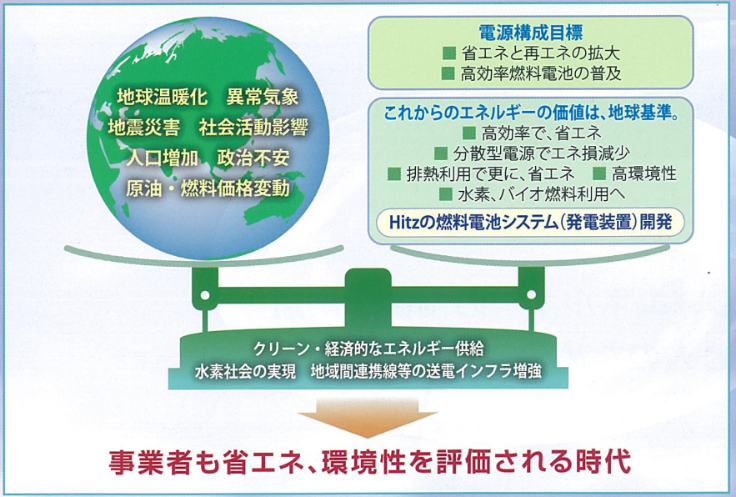 地球温暖化　異常気象
地震災害　社会活動影響
人口増加　政治不安
原油・燃料価格変動
電源構成目標
■ 省エネと再エネの拡大
■ 高効率燃料電池の普及
これからのエネルギーの価値は、地球基準。
■ 高効率で、省エネ
■ 分散型電源でエネ損減少
■ 排熱利用で更に、省エネ　■ 高環境性
■ 水素、バイオ燃料利用へ
Hitzの燃料電池システム（発電装置）開発
クリーン・経済的なエネルギー供給
水素社会の実現　地域間連携線等の送電インフラ増強
事業者も省エネ、環境性を評価される時代